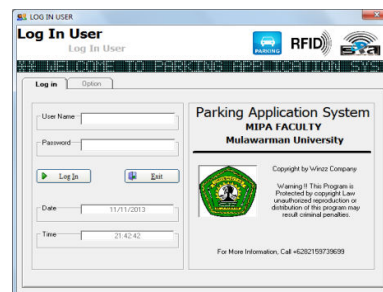 LOG IN USER
Log In User
Log In User
PARKING
RFID
## WELCOME TO PARKING APPLICATION SYS
Log in
Option
User Name
Password
Log In
Exit
Date
11/11/2013
Time
21:42:42
Parking Application System
MIPA FACULTY
Mulawarman University
Copyright by Winzz Company
Warning !! This Program is
Protected by copyright Law
unauthorized reproduction or
distribution of this program may
result criminal penalties.
For More Information, Call +6282159739699